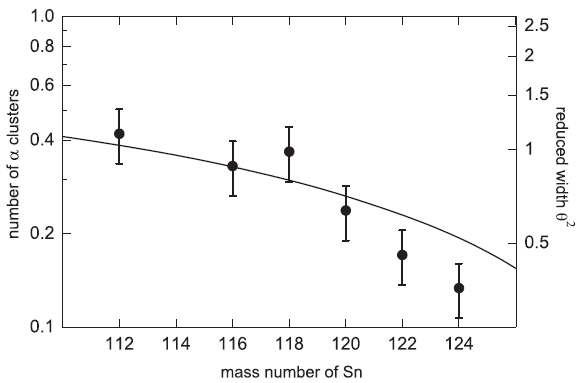 1.0
0.8
0.6
0.4
0.2
0.1
number of α clusters
2.5
2
1.5
1
0.5
reduced width θ²
112 114 116 118 120 122 124
mass number of Sn